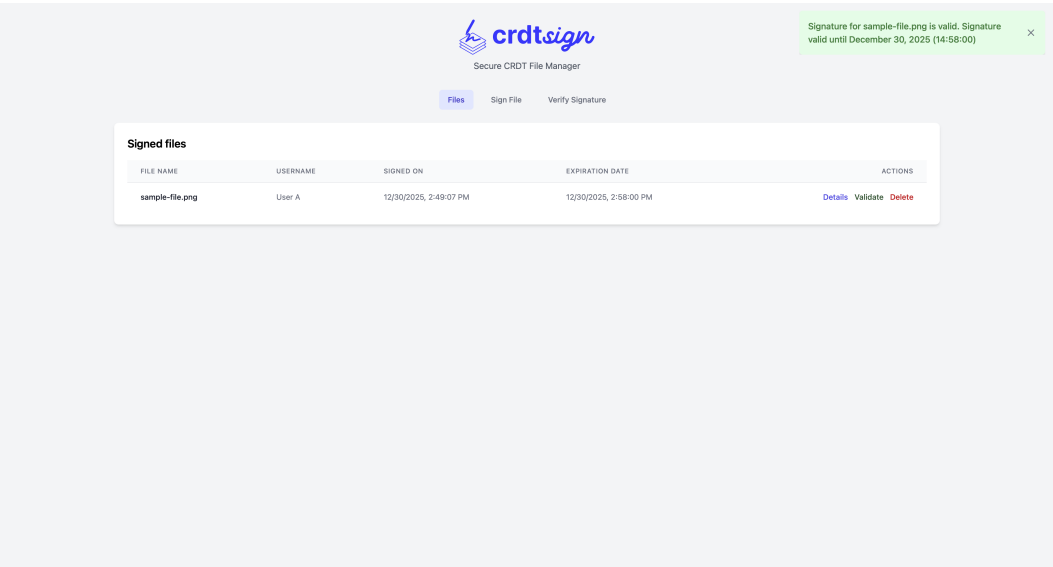 crdtsign
Secure CRDT File Manager
Signature for sample-file.png is valid. Signature
valid until December 30, 2025 (14:58:00)
Files Sign File Verify Signature
Signed files
FILE NAME USERNAME SIGNED ON EXPIRATION DATE ACTIONS
sample-file.png User A 12/30/2025, 2:49:07 PM 12/30/2025, 2:58:00 PM Details Validate Delete